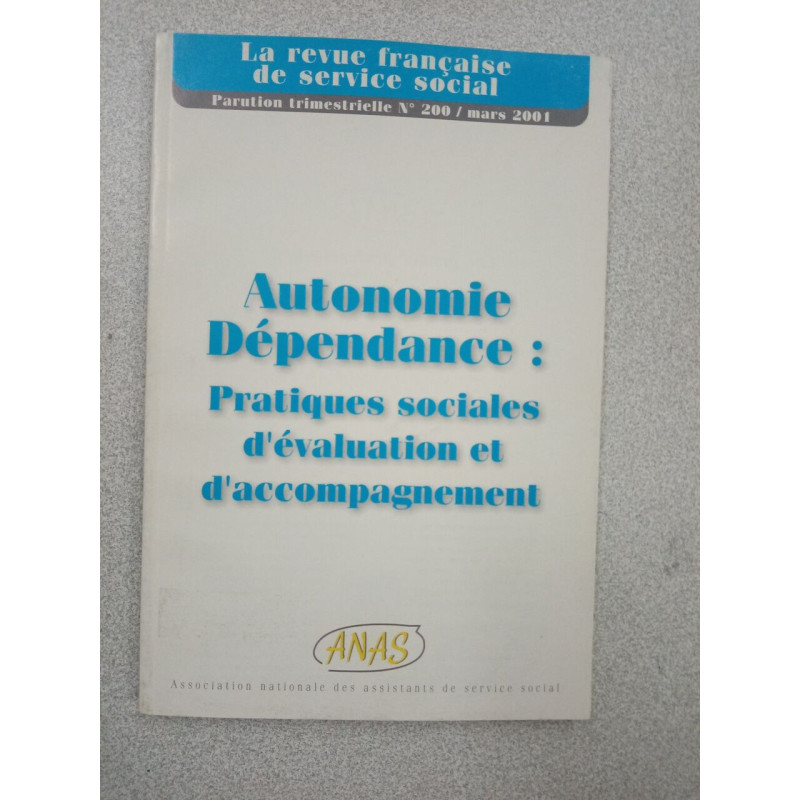 La revue française
de service social
Parution trimestrielle N° 200 / mars 2001
Autonomie
Dépendance :
Pratiques sociales
d'évaluation et
d'accompagnement
ANAS
Association nationale des assistants de service social